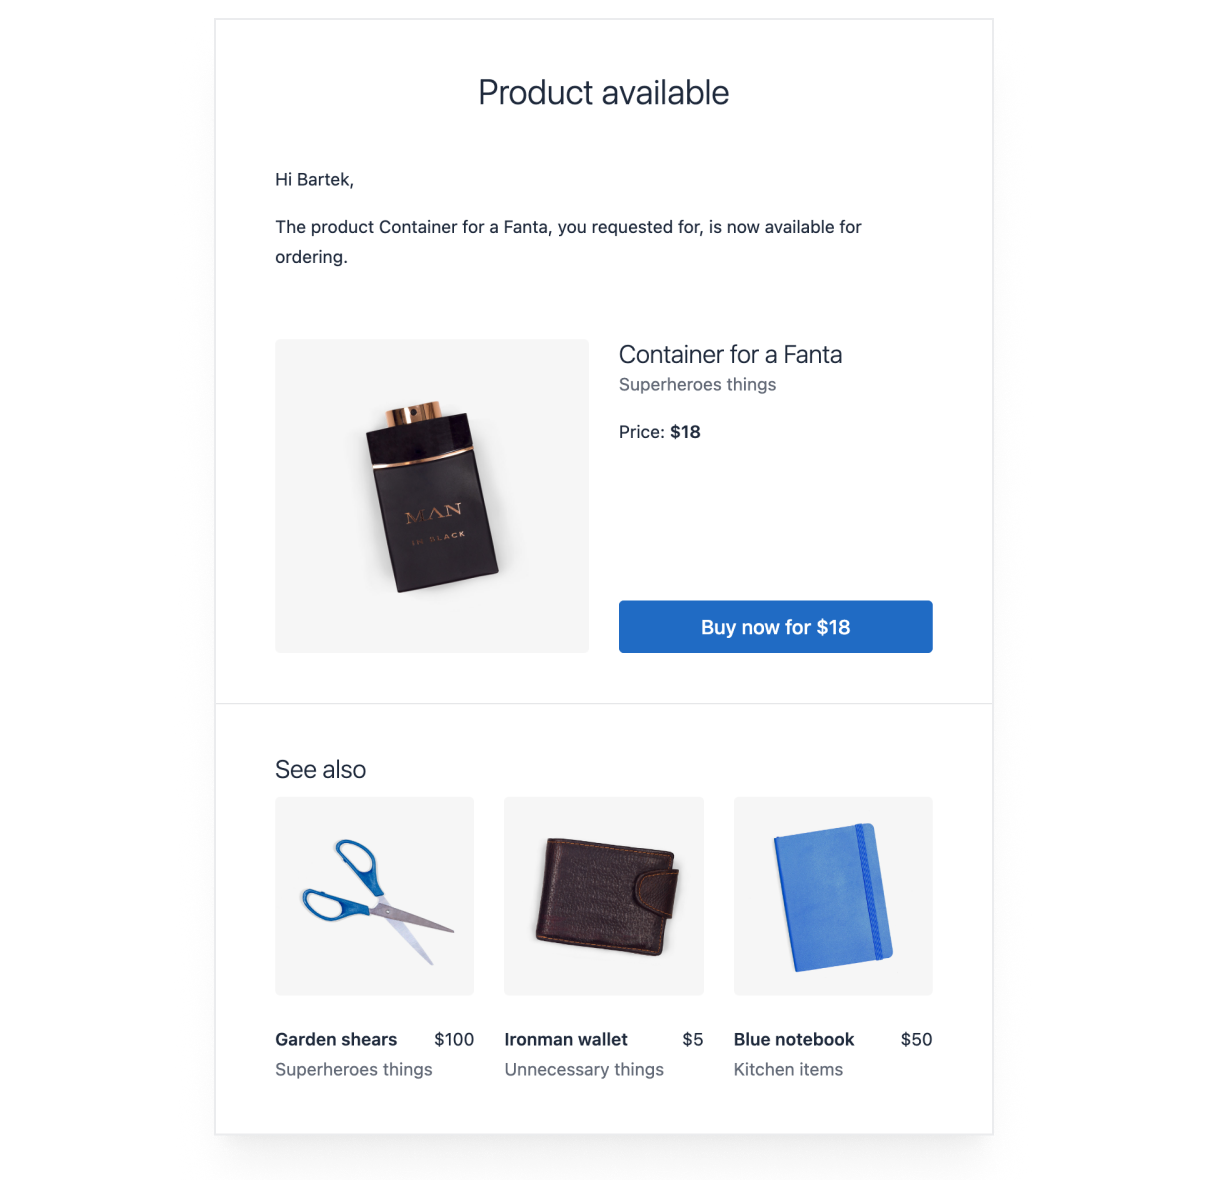 Product available
Hi Bartek,
The product Container for a Fanta, you requested for, is now available for
ordering.
MAN
IN BLACK
Container for a Fanta
Superheroes things
Price: $18
Buy now for $18
See also
Garden shears $100
Superheroes things
Ironman wallet $5
Unnecessary things
Blue notebook $50
Kitchen items